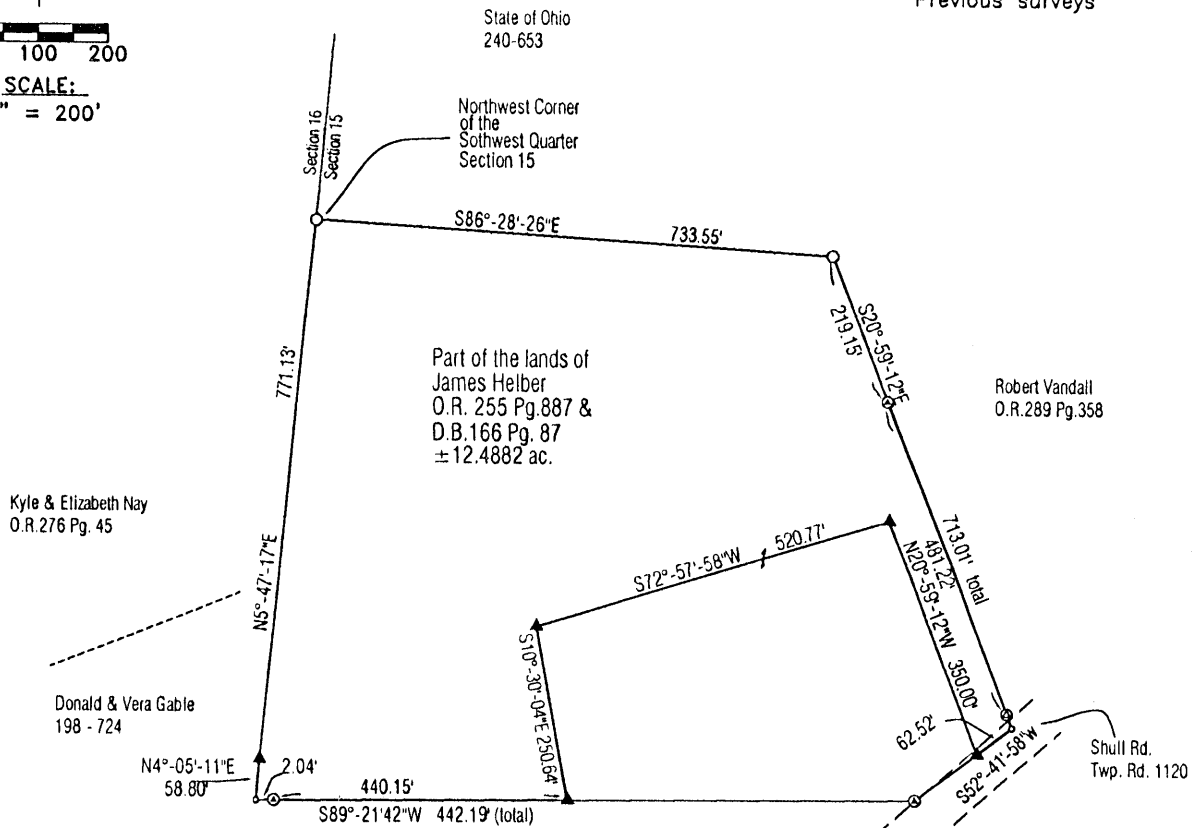 Previous surveys
State of Ohio
240-653
100 200
SCALE:
" = 200'
Section 16
Section 15
Northwest Corner
of the
Sothwest Quarter
Section 15
S86°-28'-26"E 733.55'
S20°-59'-12"E
219.15'
771.13'
N5°-47'-17"E
Part of the lands of
James Helber
O.R. 255 Pg.887 &
D.B.166 Pg. 87
±12.4882 ac.
Robert Vandall
O.R.289 Pg.358
Kyle & Elizabeth Nay
O.R.276 Pg. 45
713.01' total
481.22'
N20°-59'-12"W 350.00'
S72°-57'-58"W 520.77'
S10°-30'-04"E 250.64'
Donald & Vera Gable
198 - 724
62.52'
S52°-41'-58"W
Shull Rd.
Twp. Rd. 1120
N4°-05'-11"E
58.80'
2.04'
440.15'
S89°-21'42"W 442.19' (total)